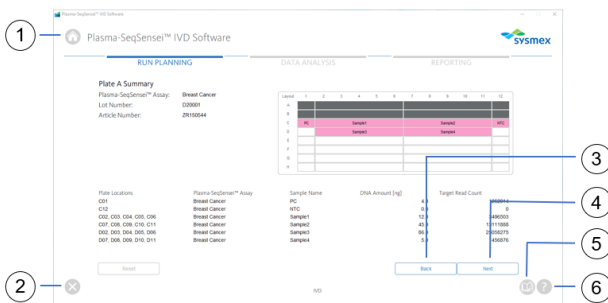 Plasma-SeqSensei™ IVD Software
1
Plasma-SeqSensei™ IVD Software
sysmex
RUN PLANNING
DATA ANALYSIS
REPORTING
Plate A Summary
Plasma-SeqSensei™ Assay: Breast Cancer
Lot Number: D20001
Article Number: ZR150544
Layout 1 2 3 4 5 6 7 8 9 10 11 12
A
B
C PC Sample1 Sample2 NTC
D Sample3 Sample4
E
F
G
H
3
Plate Locations Plasma-SeqSensei™ Assay Sample Name DNA Amount [ng] Target Read Count
C01 Breast Cancer PC
C12 Breast Cancer NTC 0
C02, C03, C04, C05, C06 Breast Cancer Sample1
C07, C08, C09, C10, C11 Breast Cancer Sample2
D02, D03, D04, D05, D06 Breast Cancer Sample3
D07, D08, D09, D10, D11 Breast Cancer Sample4
4
5
Reset
Back
Next
2
IVD
?
6